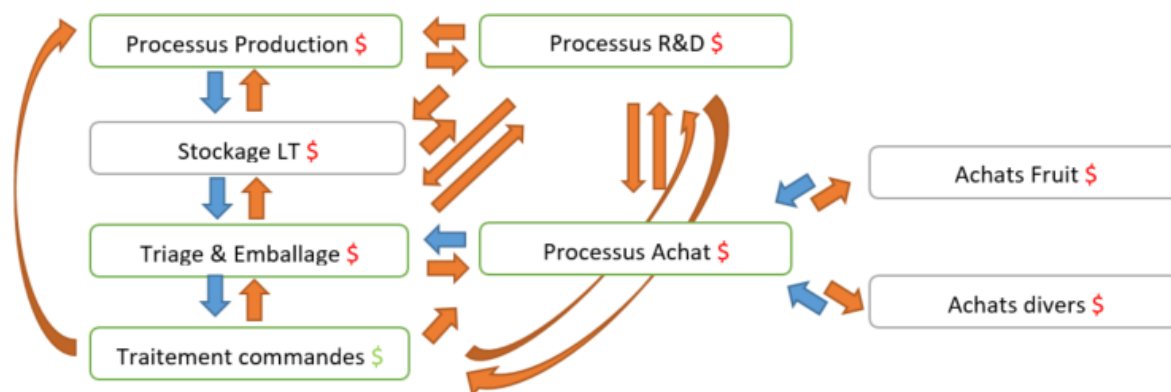 Processus Production $
Processus R&D $
Stockage LT $
Achats Fruit $
Triage & Emballage $
Processus Achat $
Achats divers $
Traitement commandes $